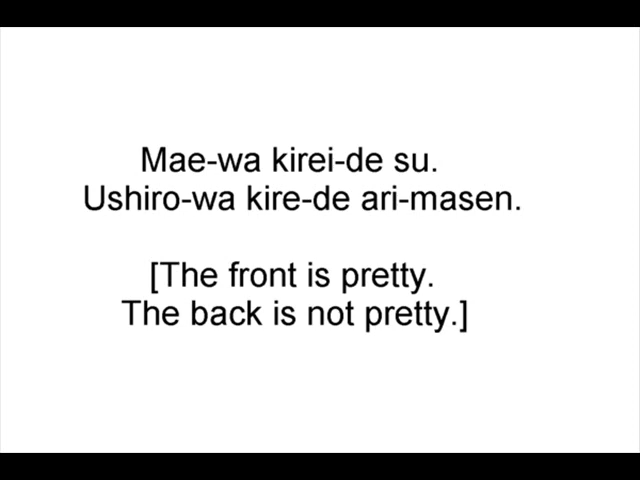 Mae-wa kirei-de su.
Ushiro-wa kire-de ari-masen.
[The front is pretty.
The back is not pretty.]